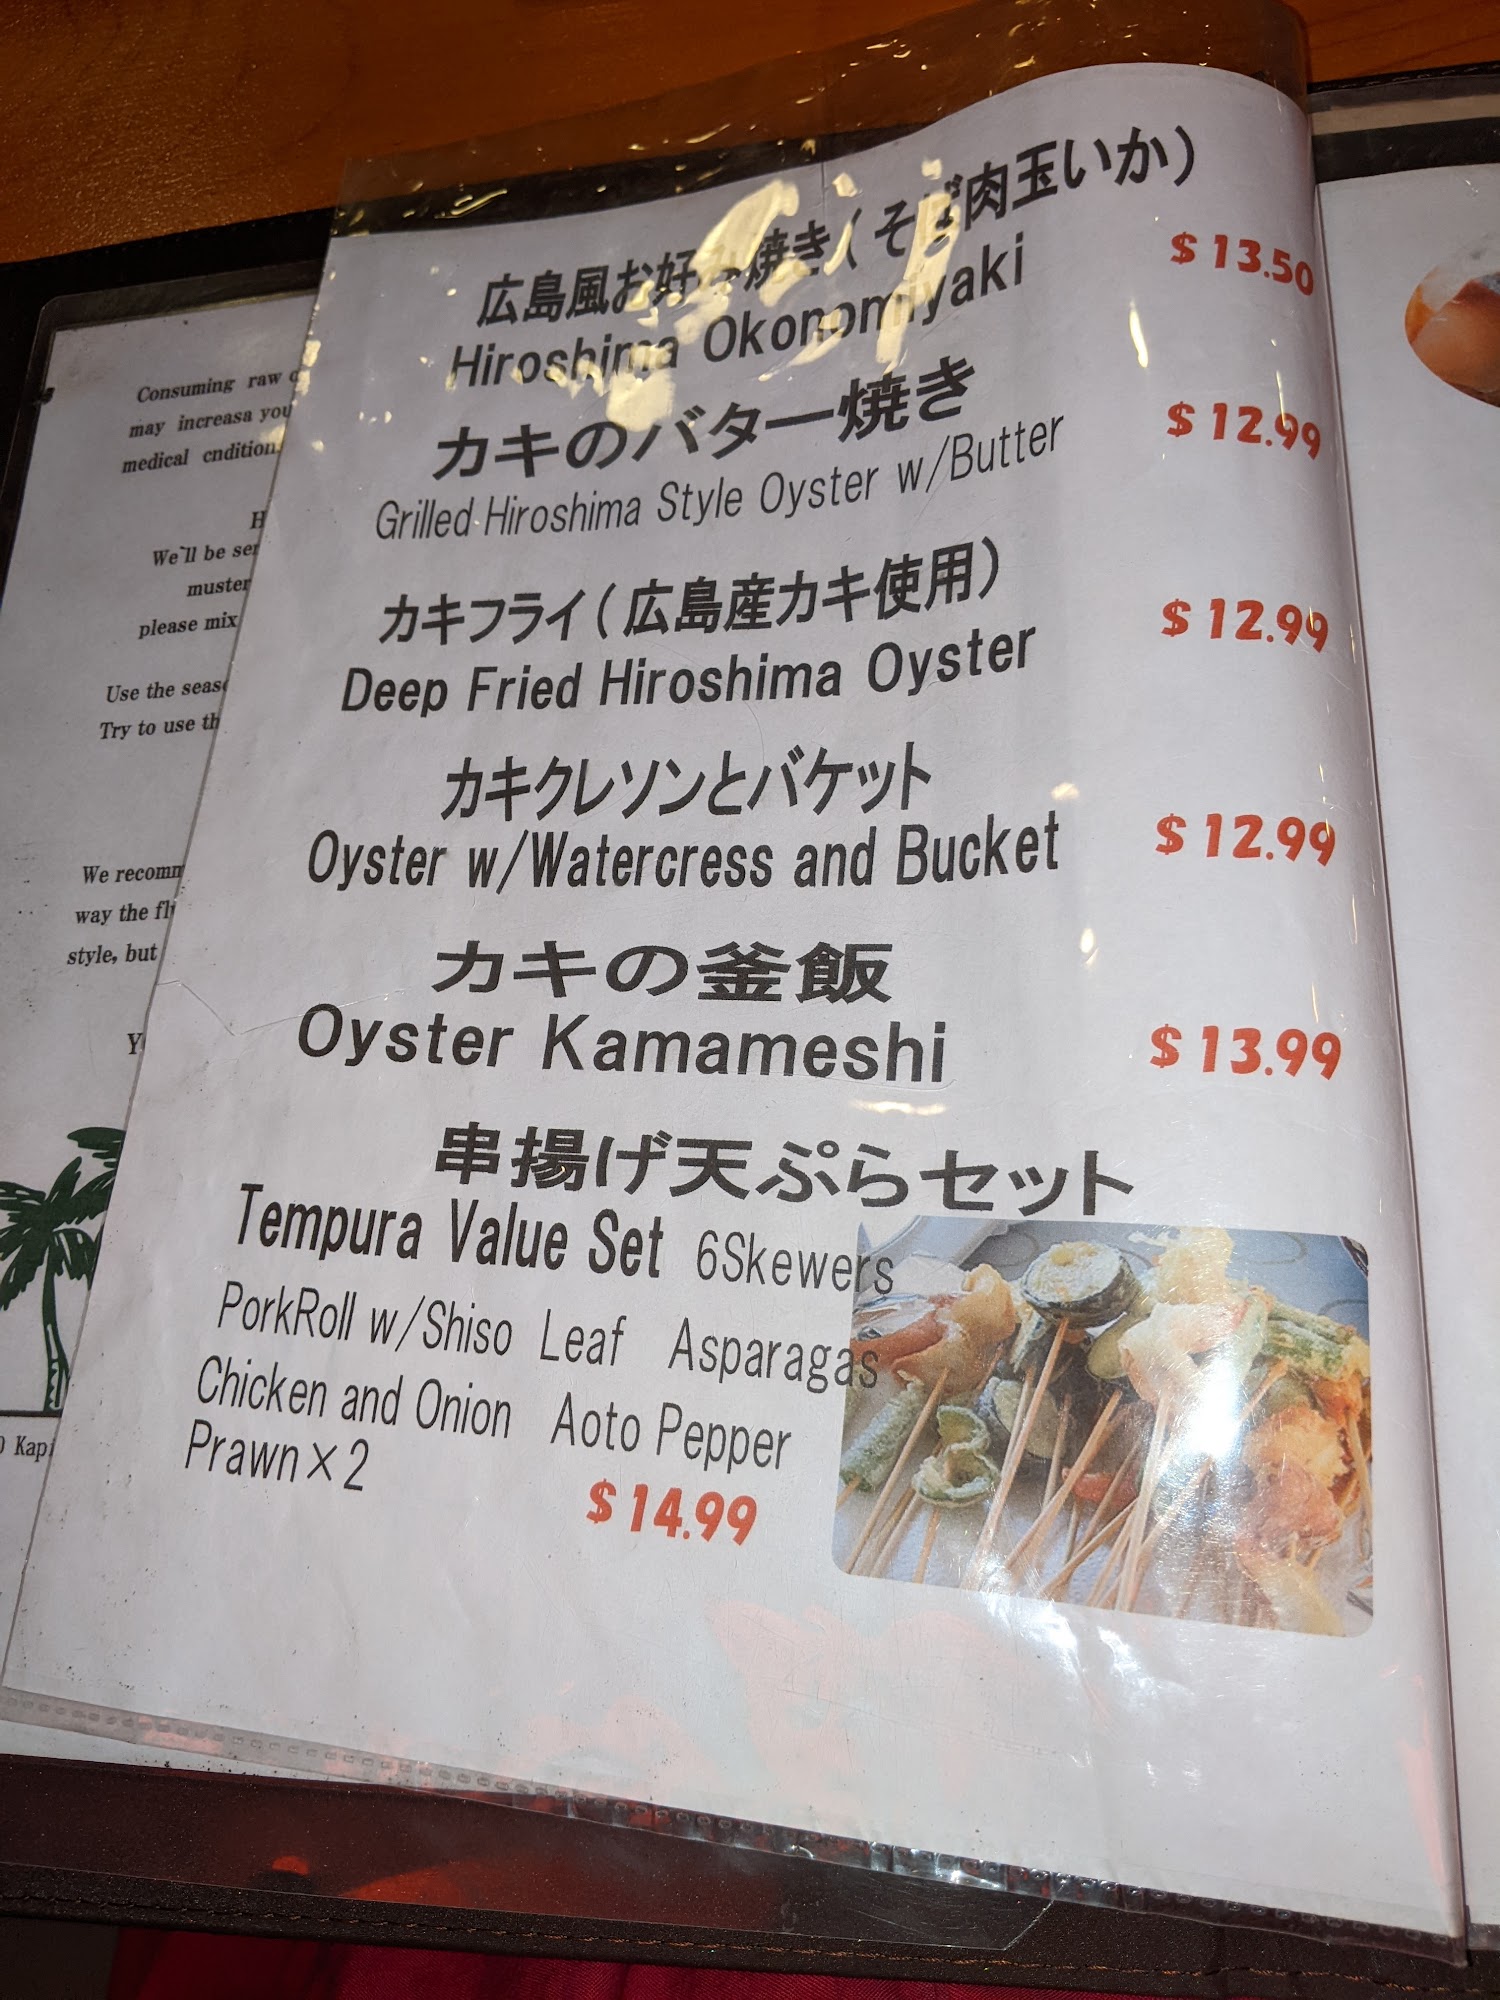 広島風お好み焼き(そば肉玉いか)
Hiroshima Okonomiyaki
$13.50
カキのバター焼き
Grilled Hiroshima Style Oyster w/Butter
$12.99
カキフライ(広島産カキ使用)
Deep Fried Hiroshima Oyster
$12.99
カキクレソンとバケット
Oyster w/Watercress and Bucket
$12.99
カキの釜飯
Oyster Kamameshi
$13.99
串揚げ天ぷらセット
Tempura Value Set 6Skewers
PorkRoll w/Shiso Leaf Asparagas
Chicken and Onion Aoto Pepper
Prawn×2
$14.99
Consuming raw
may increasa you
medical cndition.
We`ll be
muster
please mix
Use the
Try to use
We
way the
style, but
Kapi